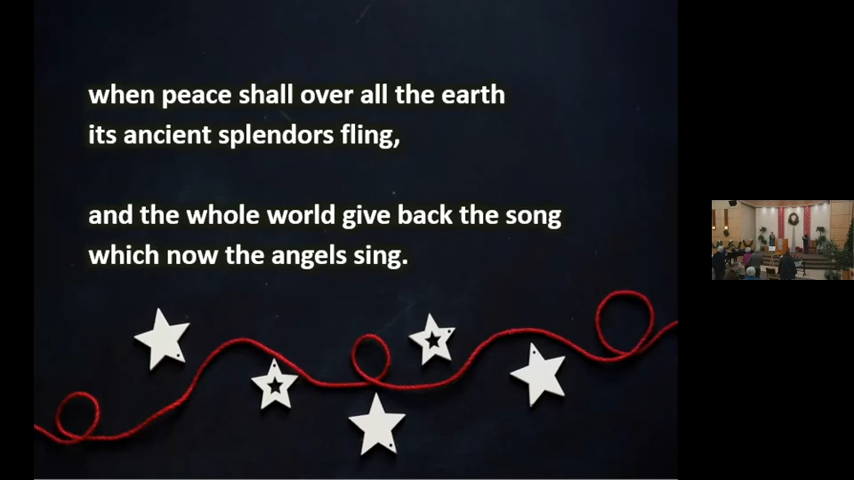 when peace shall over all the earth
its ancient splendors fling,
and the whole world give back the song
which now the angels sing.